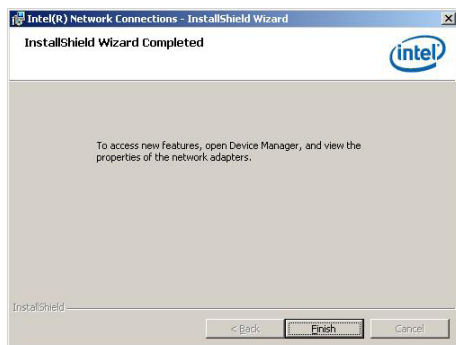 Intel(R) Network Connections - InstallShield Wizard
InstallShield Wizard Completed
intel
To access new features, open Device Manager, and view the
properties of the network adapters.
InstallShield
< Back
Finish
Cancel